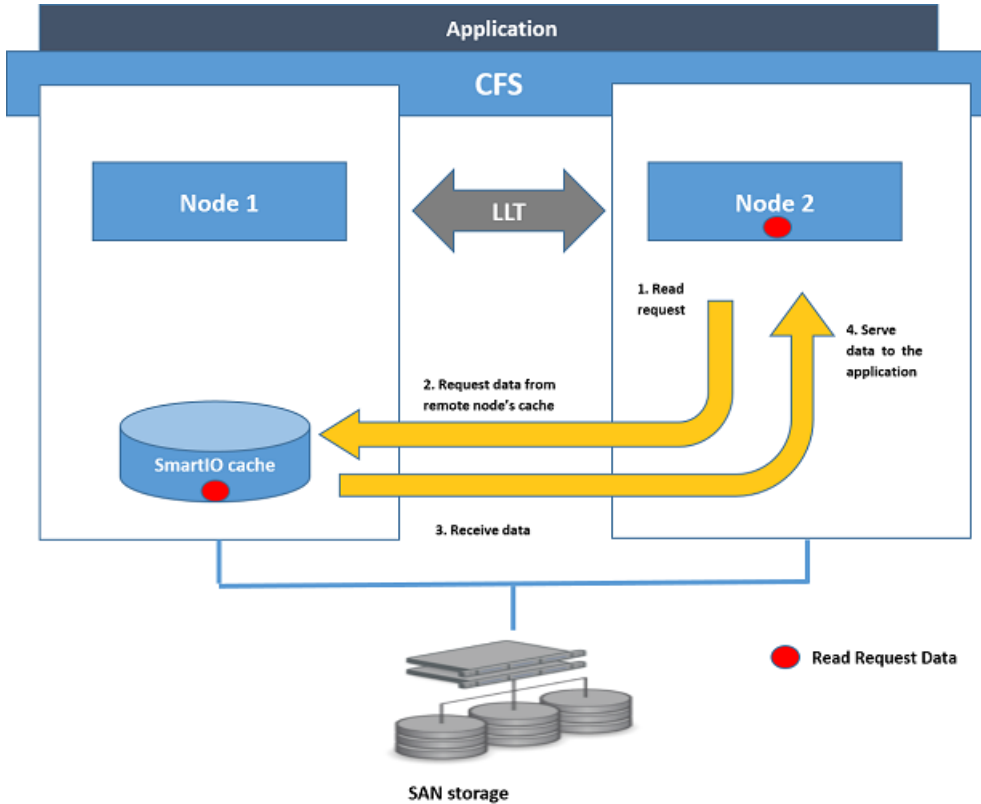 Application
CFS
Node 1
LLT
Node 2
1. Read
request
4. Serve
data to the
application
2. Request data from
remote node's cache
SmartIO cache
3. Receive data
Read Request Data
SAN storage